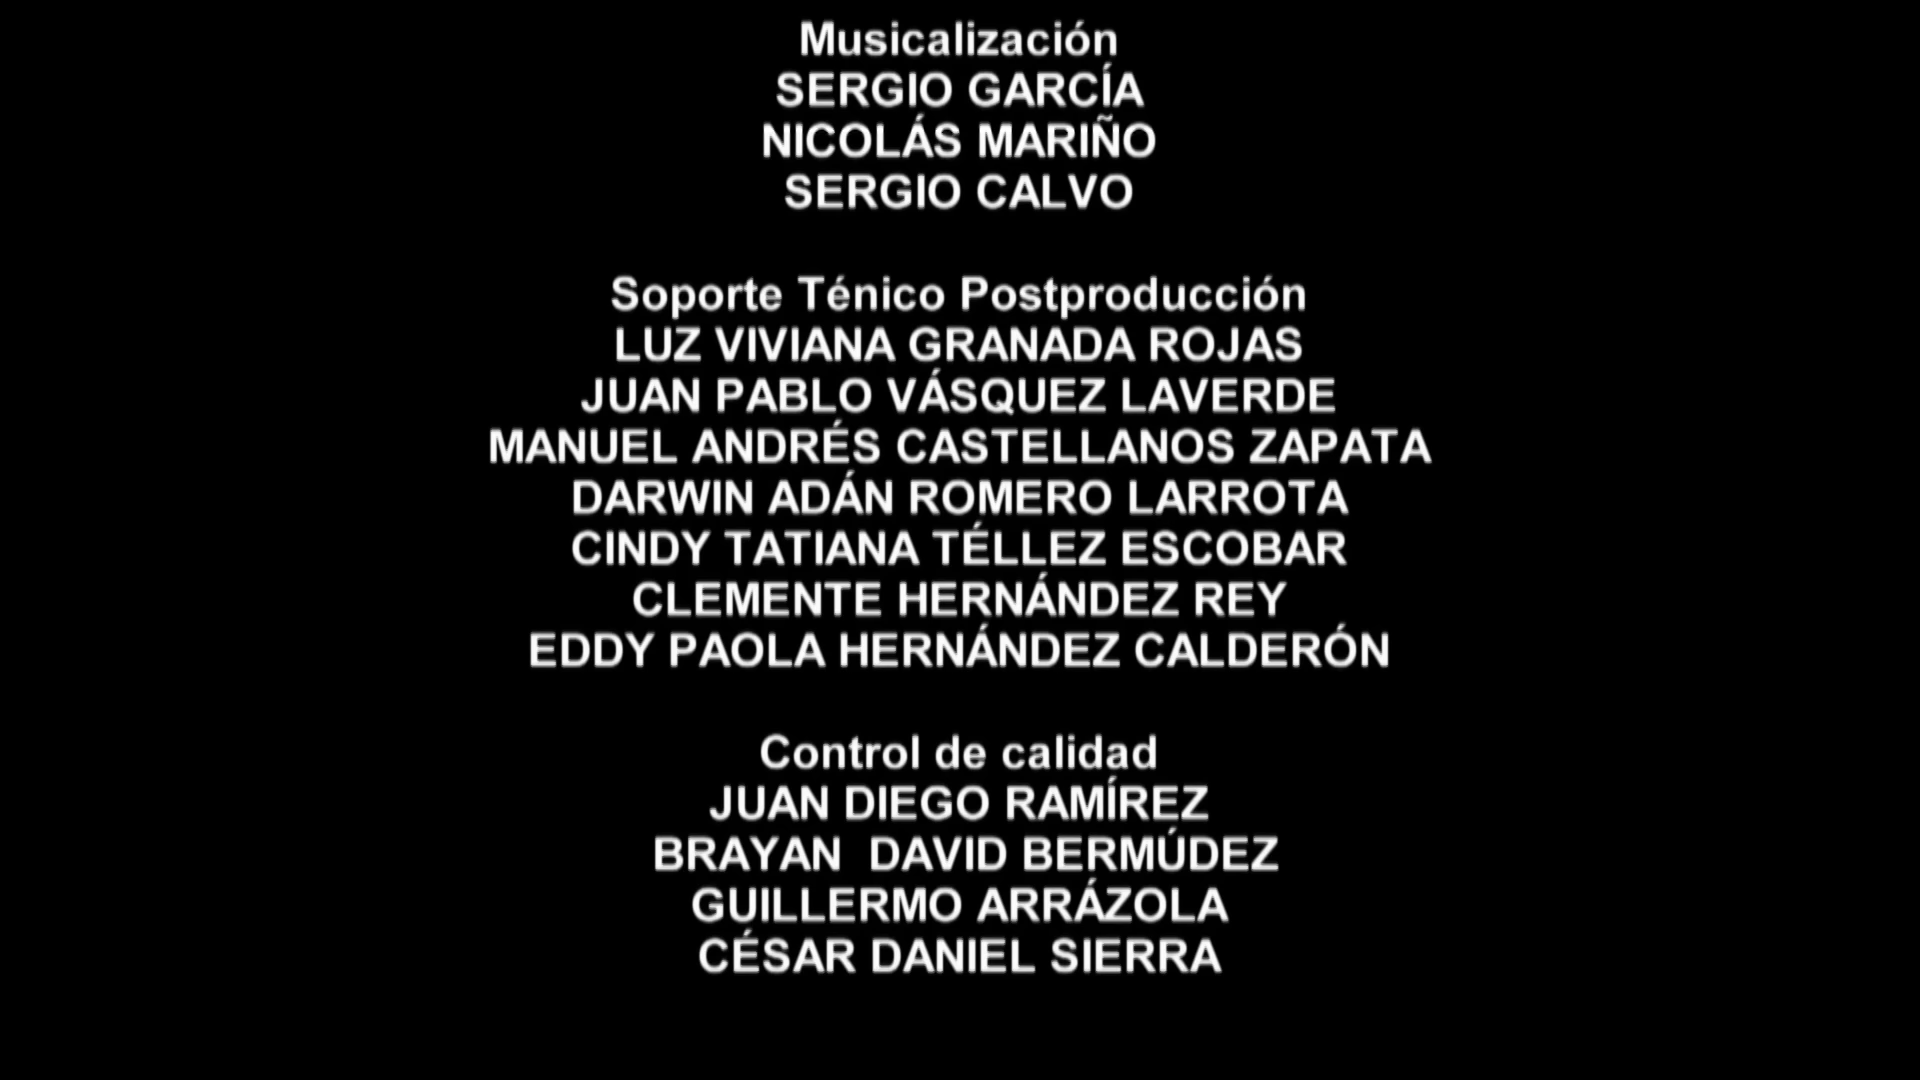 Musicalización
SERGIO GARCÍA
NICOLÁS MARIÑO
SERGIO CALVO
Soporte Ténico Postproducción
LUZ VIVIANA GRANADA ROJAS
JUAN PABLO VÁSQUEZ LAVERDE
MANUEL ANDRÉS CASTELLANOS ZAPATA
DARWIN ADÁN ROMERO LARROTA
CINDY TATIANA TÉLLEZ ESCOBAR
CLEMENTE HERNÁNDEZ REY
EDDY PAOLA HERNÁNDEZ CALDERÓN
Control de calidad
JUAN DIEGO RAMÍREZ
BRAYAN  DAVID BERMÚDEZ
GUILLERMO ARRÁZOLA
CÉSAR DANIEL SIERRA